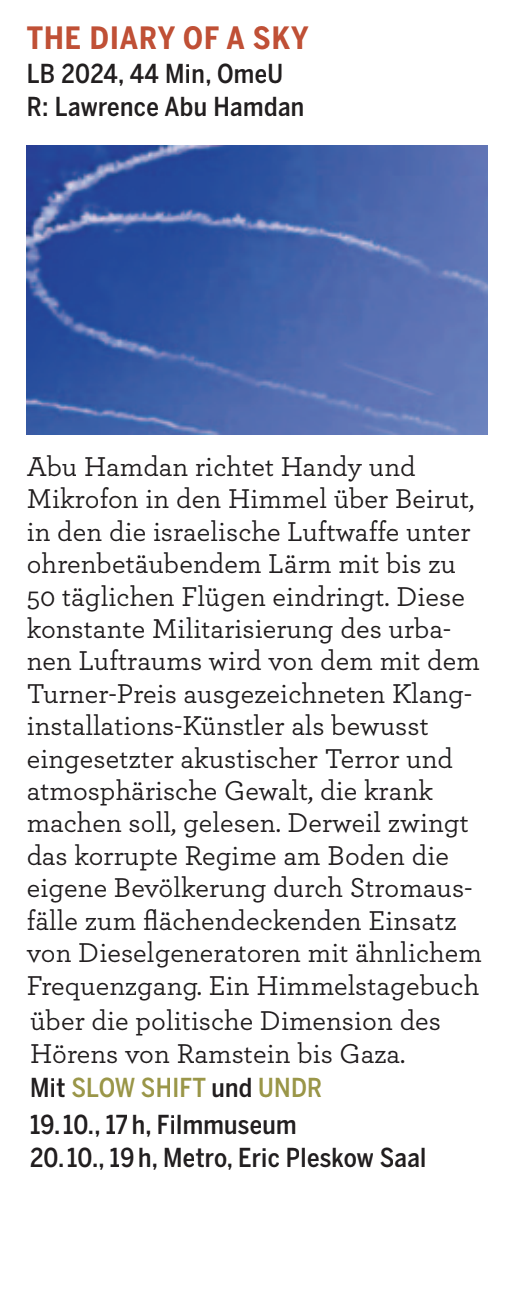 THE DIARY OF A SKY
LB 2024, 44 Min, OmeU
R: Lawrence Abu Hamdan
Abu Hamdan richtet Handy und
Mikrofon in den Himmel über Beirut,
in den die israelische Luftwaffe unter
ohrenbetäubendem Lärm mit bis zu
50 täglichen Flügen eindringt. Diese
konstante Militarisierung des urba-
nen Luftraums wird von dem mit dem
Turner-Preis ausgezeichneten Klang-
installations-Künstler als bewusst
eingesetzter akustischer Terror und
atmosphärische Gewalt, die krank
machen soll, gelesen. Derweil zwingt
das korrupte Regime am Boden die
eigene Bevölkerung durch Stromaus-
fälle zum flächendeckenden Einsatz
von Dieselgeneratoren mit ähnlichem
Frequenzgang. Ein Himmelstagebuch
über die politische Dimension des
Hörens von Ramstein bis Gaza.
Mit SLOW SHIFT und UNDR
19.10., 17 h, Filmmuseum
20.10., 19 h, Metro, Eric Pleskow Saal